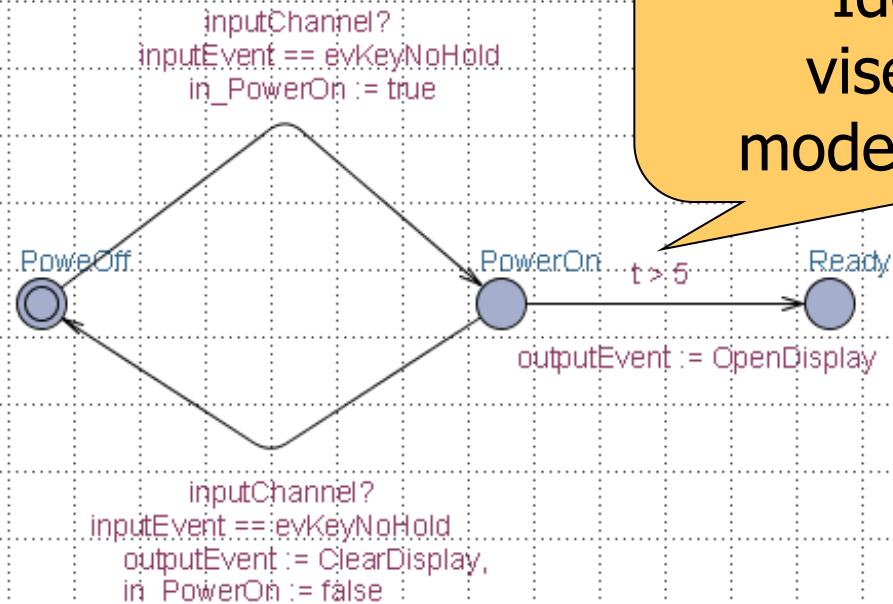 inputChannel?
inputEvent == evKeyNoHold
in_PowerOn := true
vise
mode
PoweOff
PowerOn
t > 5
Ready
outputEvent := OpenDisplay
inputChannel?
inputEvent == evKeyNoHold
outputEvent := ClearDisplay,
in_PowerOn := false